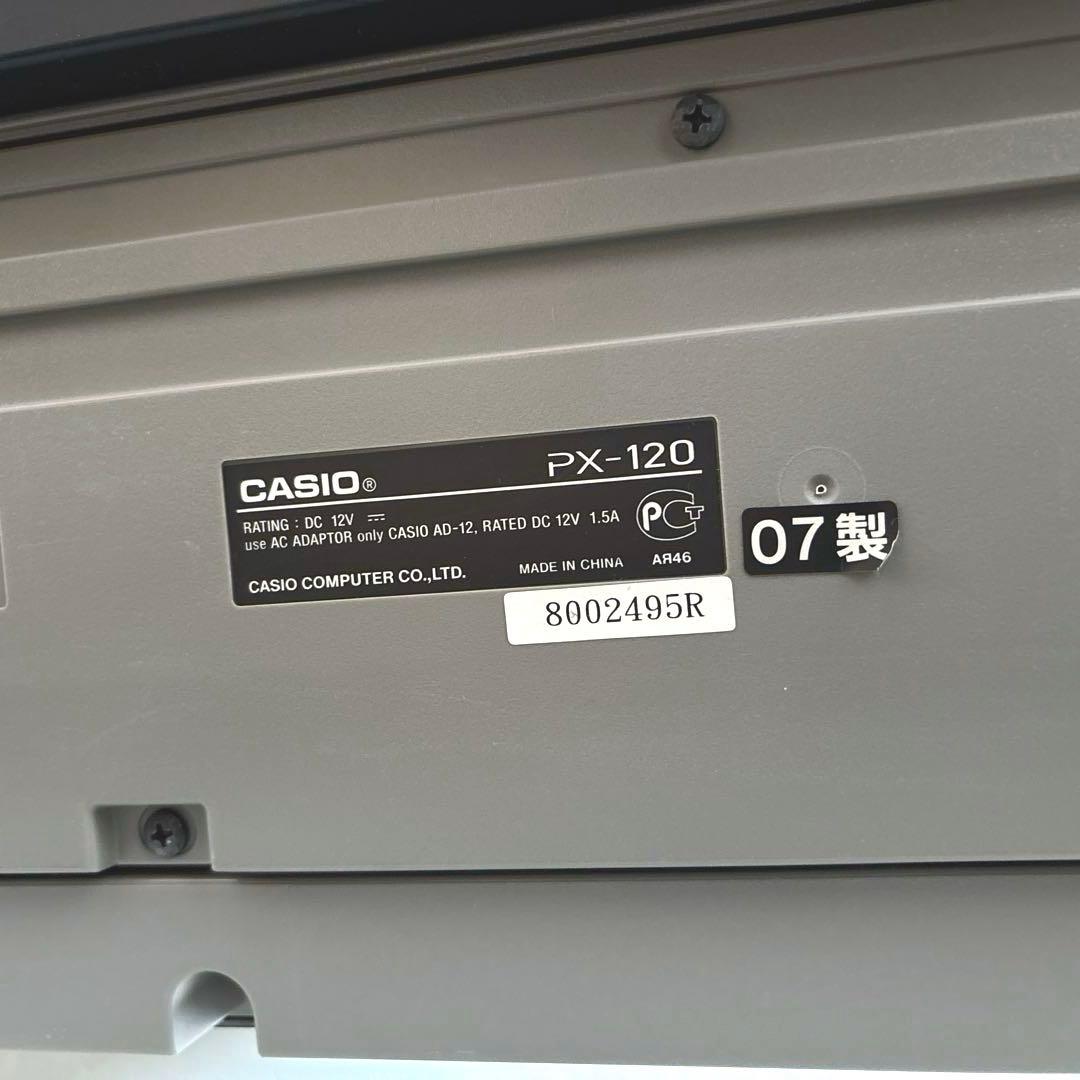 CASIO®
PX-120
RATING : DC 12V ⎓
use AC ADAPTOR only CASIO AD-12, RATED DC 12V 1.5A
PCT
CASIO COMPUTER CO.,LTD.
MADE IN CHINA
АЯ46
07製
8002495R